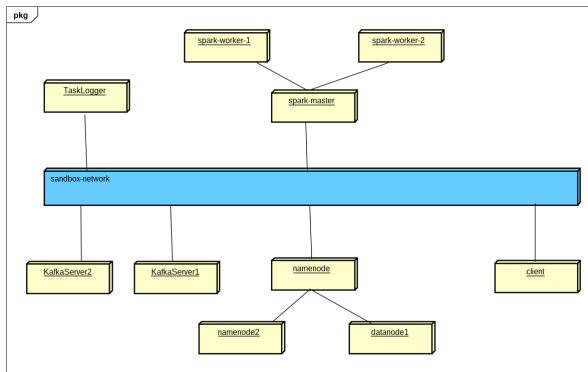 pkg
spark-worker-1
spark-worker-2
TaskLogger
spark-master
sandbox-network
KafkaServer2
KafkaServer1
namenode
client
namenode2
datanode1